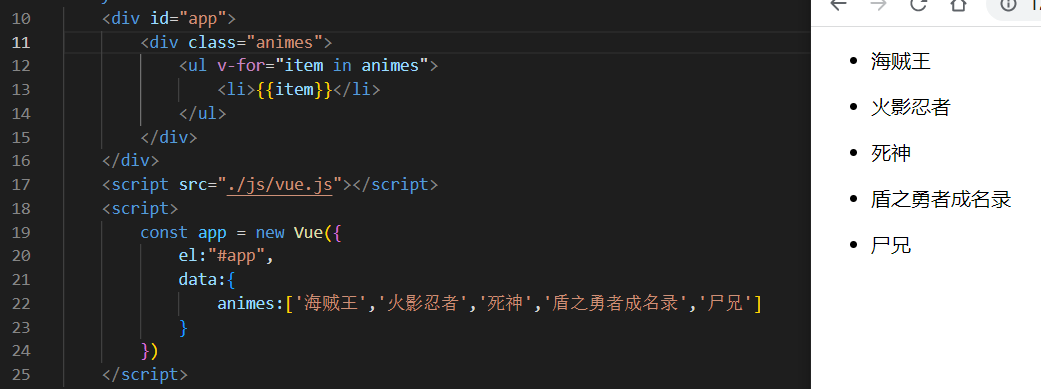 10 <div id="app">
11 <div class="animes">
12 <ul v-for="item in animes">
13 <li>{{item}}</li>
14 </ul>
15 </div>
16 </div>
17 <script src="./js/vue.js"></script>
18 <script>
19 const app = new Vue({
20 el:"#app",
21 data:{
22 animes:['海贼王','火影忍者','死神','盾之勇者成名录','尸兄']
23 }
24 })
25 </script>
海贼王
火影忍者
死神
盾之勇者成名录
尸兄